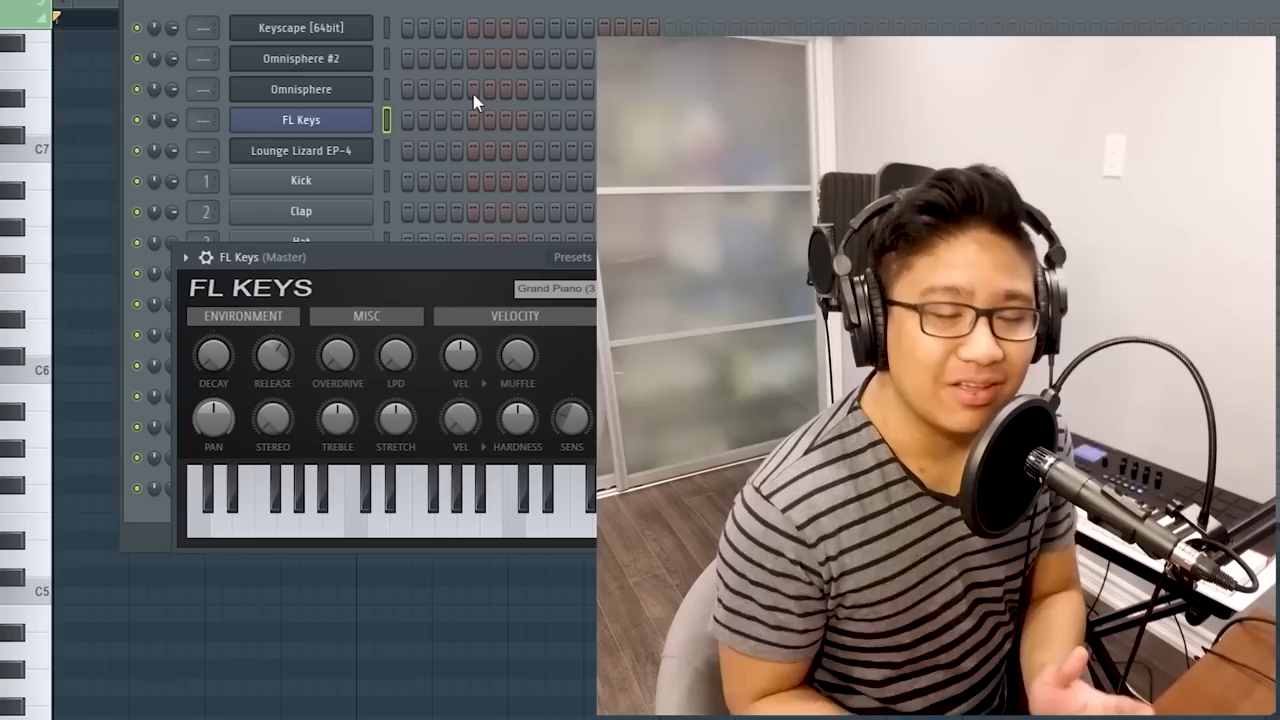 Keyscape [64bit]
Omnisphere #2
Omnisphere
FL Keys
C7
Lounge Lizard EP-4
1 Kick
2 Clap
FL Keys (Master) Presets
FL KEYS
Grand Piano (3
ENVIRONMENT MISC VELOCITY
C6
DECAY RELEASE OVERDRIVE LPD VEL MUFFLE
PAN STEREO TREBLE STRETCH VEL HARDNESS SENS
C5